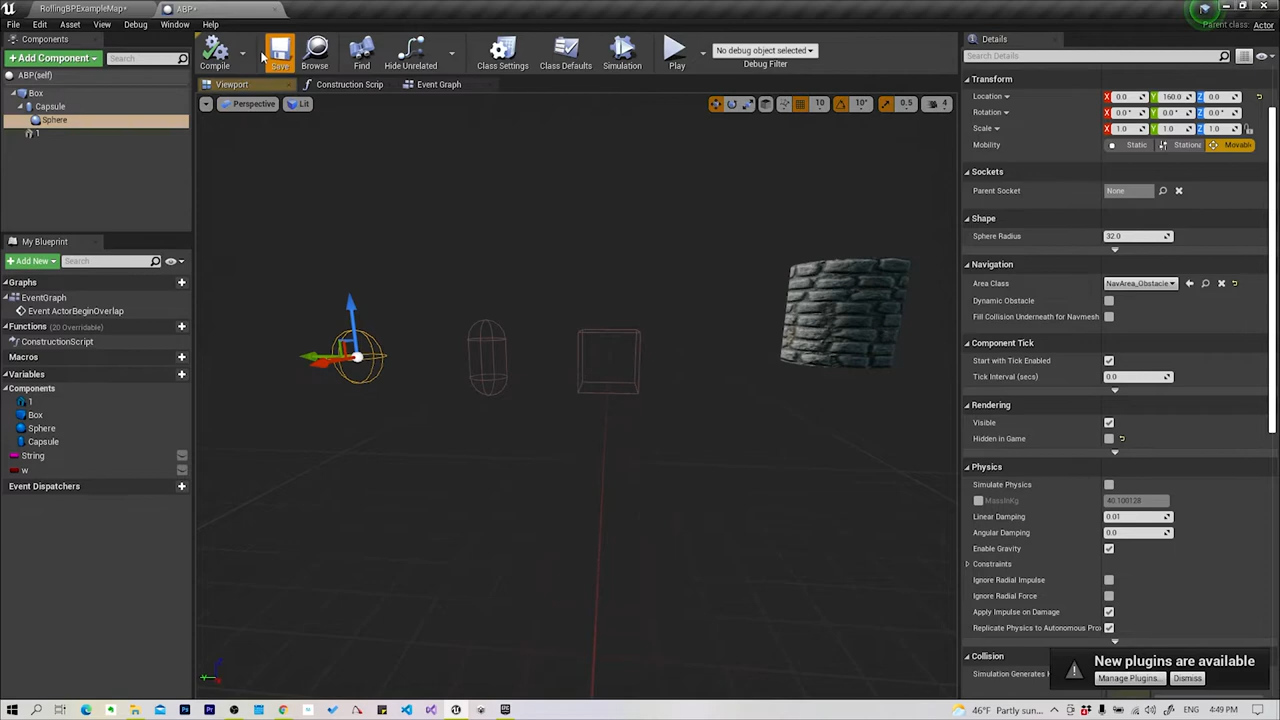 RollingBPExampleMap*
ABP*
File Edit Asset View Debug Window Help
Parent class: Actor
Components
+Add Component
Search
ABP(self)
Box
Capsule
Sphere
1
My Blueprint
+Add New
Search
Graphs
EventGraph
Event ActorBeginOverlap
Functions (20 Overridable)
ConstructionScript
Macros
Variables
Components
1
Box
Sphere
Capsule
String
w
Event Dispatchers
Compile Save Browse Find Hide Unrelated Class Settings Class Defaults Simulation Play
No debug object selected
Debug Filter
Viewport Construction Scrip Event Graph
Perspective Lit
10 10° 0.5 4
Details
Search Details
Transform
Location X 0.0 Y 160.0 Z 0.0
Rotation X 0.0° Y 0.0° Z 0.0°
Scale X 1.0 Y 1.0 Z 1.0
Mobility Static Stationa Movabl
Sockets
Parent Socket None
Shape
Sphere Radius 32.0
Navigation
Area Class NavArea_Obstacle
Dynamic Obstacle
Fill Collision Underneath for Navmesh
Component Tick
Start with Tick Enabled
Tick Interval (secs) 0.0
Rendering
Visible
Hidden in Game
Physics
Simulate Physics
MassInKg 40.100128
Linear Damping 0.01
Angular Damping 0.0
Enable Gravity
Constraints
Ignore Radial Impulse
Ignore Radial Force
Apply Impulse on Damage
Replicate Physics to Autonomous Pro
Collision
Simulation Generates
New plugins are available
Manage Plugins... Dismiss
46°F Partly sun... ENG 4:49 PM